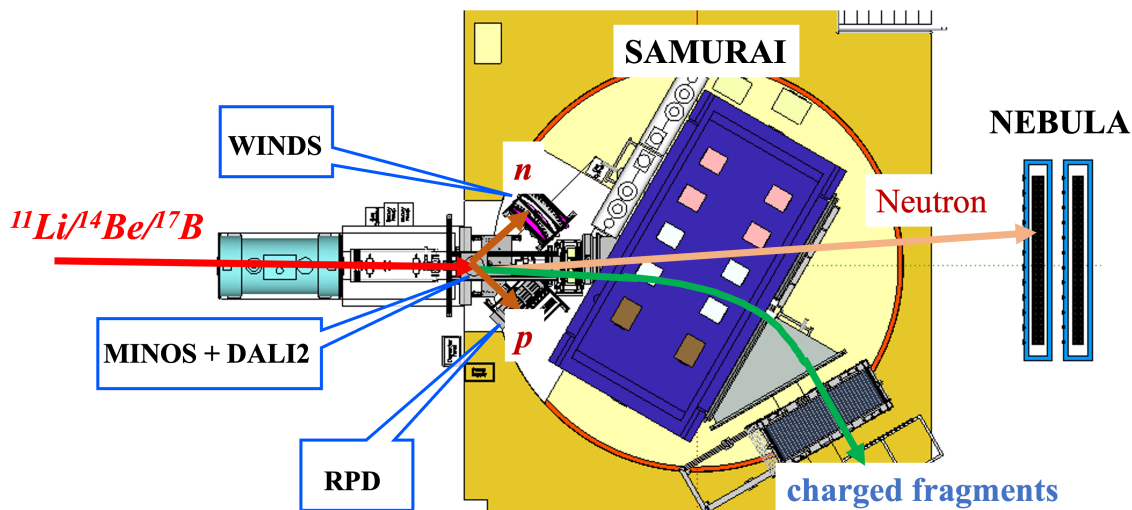 SAMURAI
NEBULA
WINDS
n
Neutron
¹¹Li/¹⁴Be/¹⁷B
MINOS + DALI2
p
RPD
charged fragments